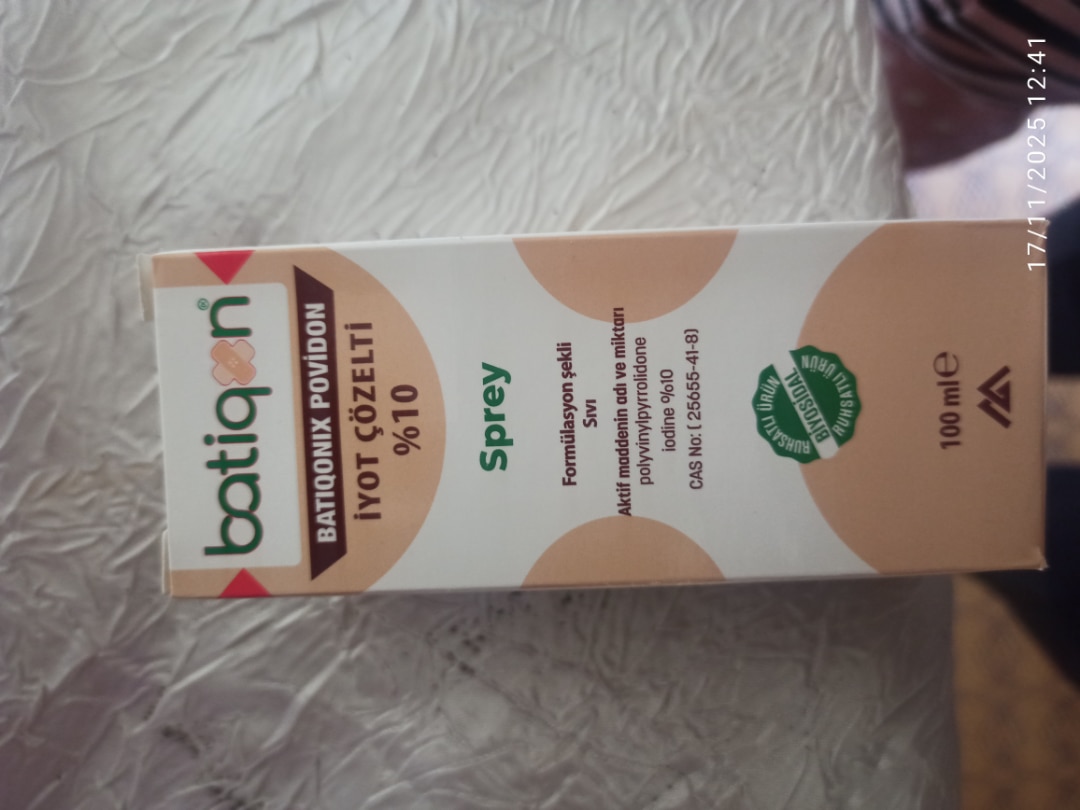 batiqon®
BATIQONIX POVİDON
İYOT ÇÖZELTİ
%10
Sprey
Formülasyon şekli
Sıvı
Aktif maddenin adı ve miktarı
polyvinylpyrrolidone
iodine %10
CAS No: ( 25655-41-8)
RUHSATLI ÜRÜN
RUHSATLI
BİYOSİDAL
ÜRÜN
RUHSATLI ÜRÜN
100 ml℮
17/11/2025 12:41